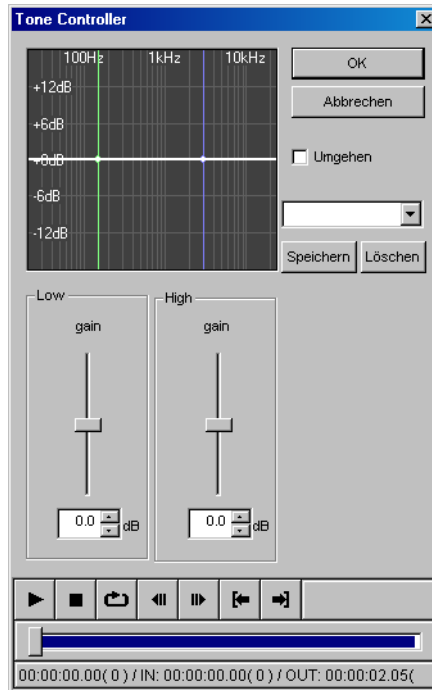 Tone Controller
100Hz 1kHz 10kHz
+12dB
+6dB
+0dB
-6dB
-12dB
OK
Abbrechen
Umgehen
Speichern Löschen
Low
gain
0.0 dB
High
gain
0.0 dB
00:00:00.00( 0 ) / IN: 00:00:00.00( 0 ) / OUT: 00:00:02.05(